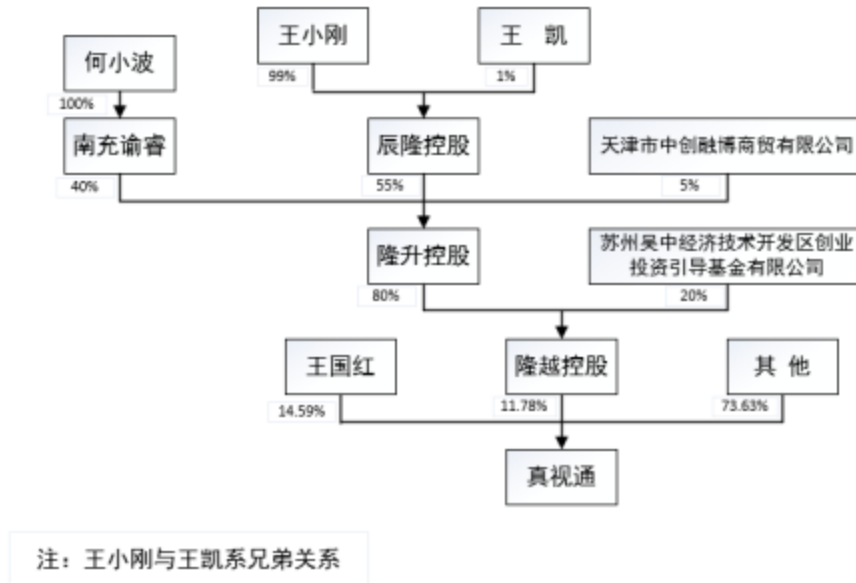 王小刚
王 凯
何小波
99%
1%
100%
南充谕睿
辰隆控股
天津市中创融博商贸有限公司
40%
55%
5%
隆升控股
苏州吴中经济技术开发区创业
投资引导基金有限公司
80%
20%
王国红
隆越控股
其 他
14.59%
11.78%
73.63%
真视通
注：王小刚与王凯系兄弟关系